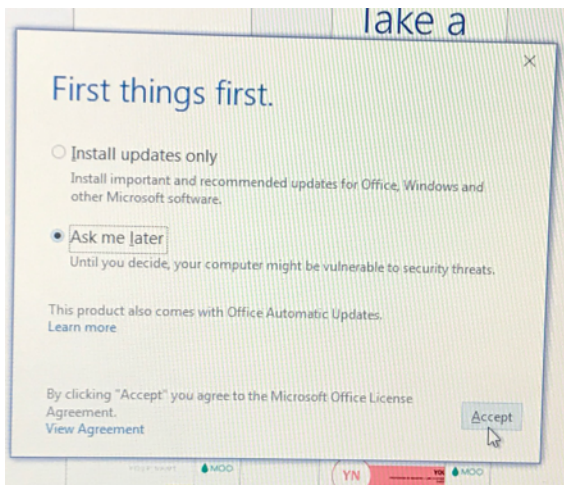 Take a
First things first.
Install updates only
Install important and recommended updates for Office, Windows and
other Microsoft software.
Ask me later
Until you decide, your computer might be vulnerable to security threats.
This product also comes with Office Automatic Updates.
Learn more
By clicking "Accept" you agree to the Microsoft Office License
Agreement.
View Agreement
Accept
YOUR NAME
MOO
YN
YOU
MOO